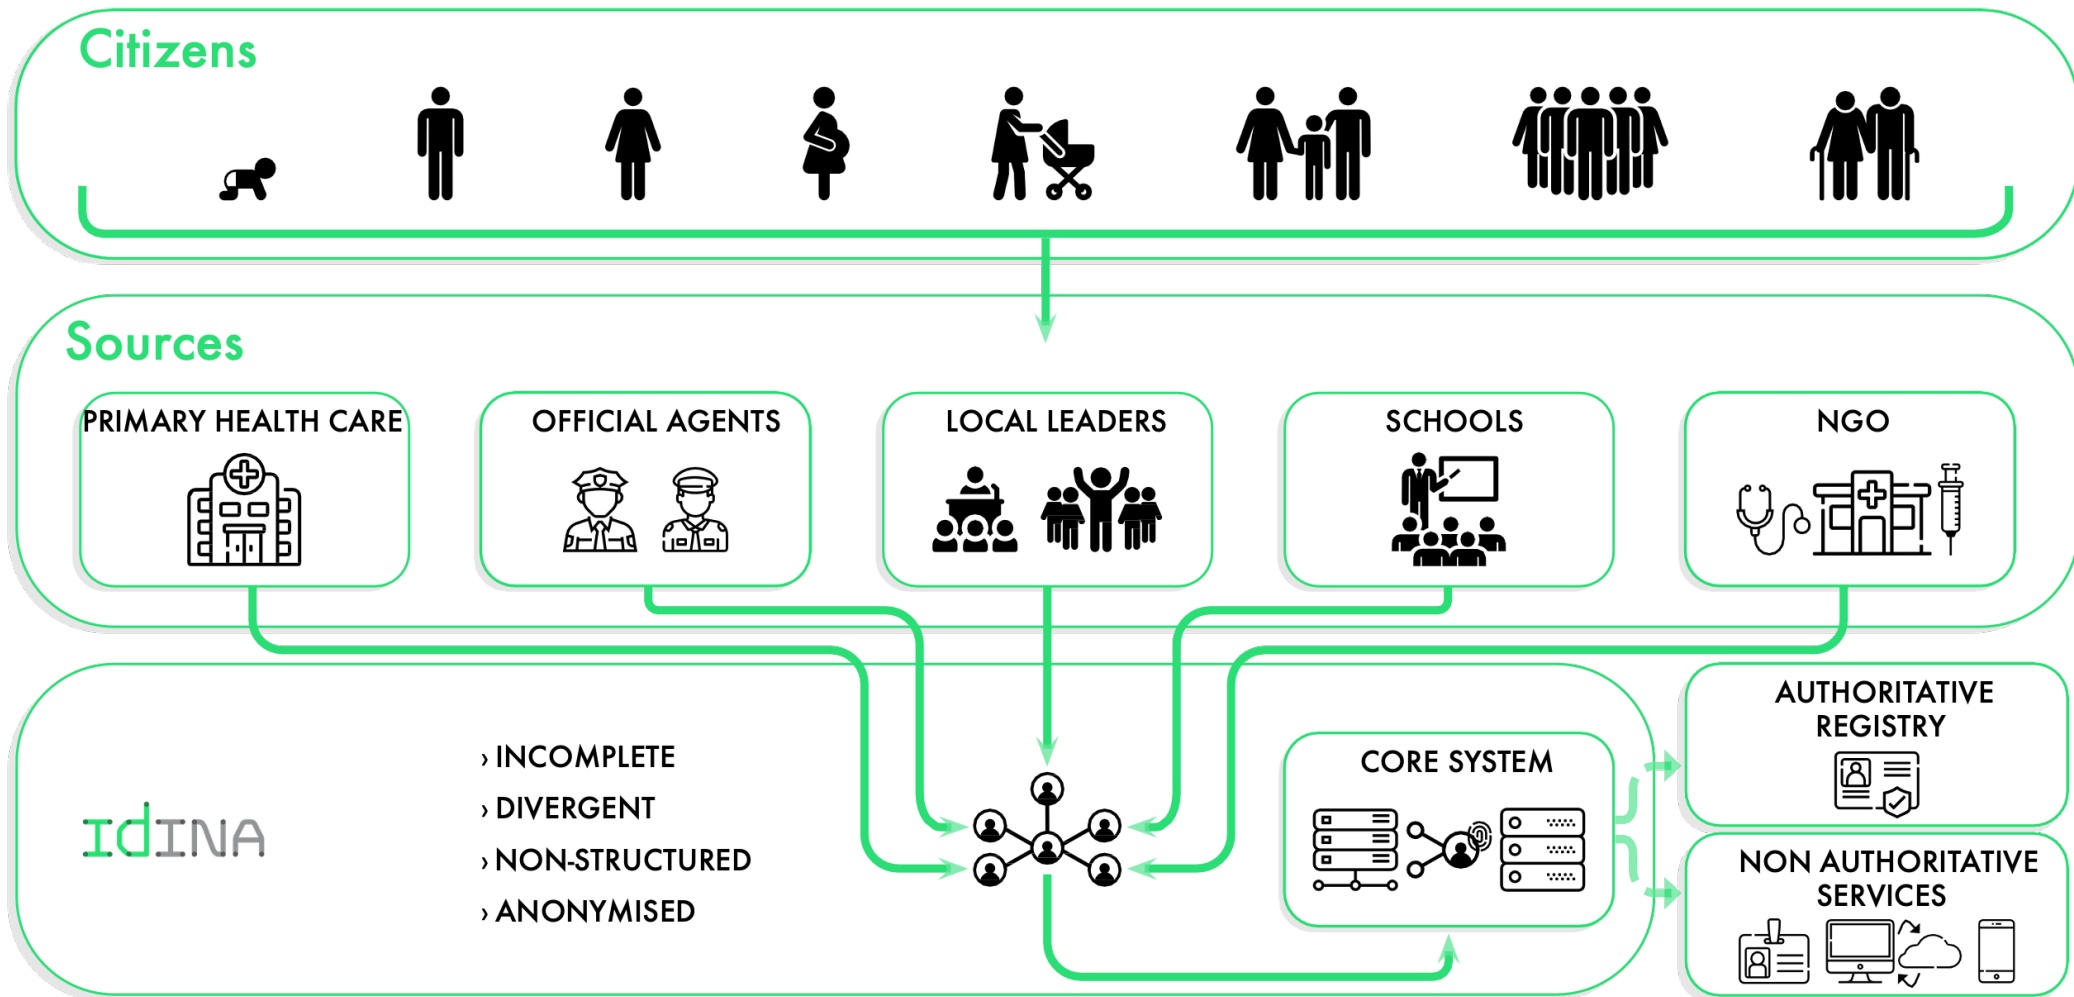 Citizens
Sources
PRIMARY HEALTH CARE
OFFICIAL AGENTS
LOCAL LEADERS
SCHOOLS
NGO
IdINA
› INCOMPLETE
› DIVERGENT
› NON-STRUCTURED
› ANONYMISED
CORE SYSTEM
AUTHORITATIVE
REGISTRY
NON AUTHORITATIVE
SERVICES